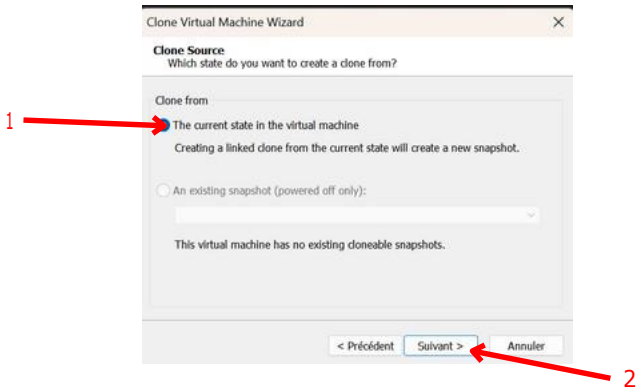 Clone Virtual Machine Wizard
Clone Source
Which state do you want to create a clone from?
Clone from
1
The current state in the virtual machine
Creating a linked clone from the current state will create a new snapshot.
An existing snapshot (powered off only):
This virtual machine has no existing cloneable snapshots.
< Précédent Suivant > Annuler
2